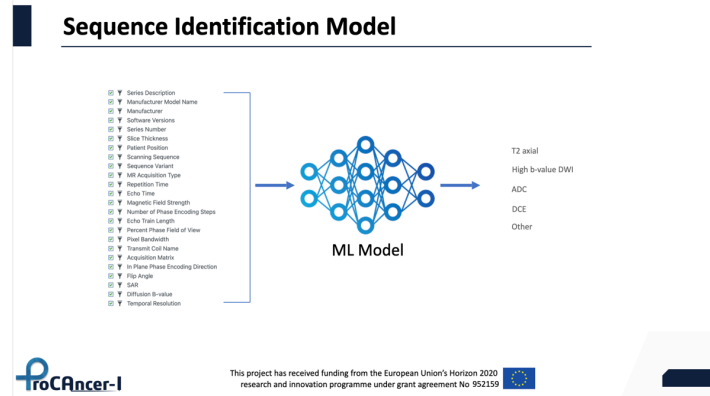 Sequence Identification Model
Series Description
Manufacturer Model Name
Manufacturer
Software Versions
Series Number
Slice Thickness
Patient Position
Scanning Sequence
Sequence Variant
MR Acquisition Type
Repetition Time
Echo Time
Magnetic Field Strength
Number of Phase Encoding Steps
Echo Train Length
Percent Phase Field of View
Pixel Bandwidth
Transmit Coil Name
Acquisition Matrix
In Plane Phase Encoding Direction
Flip Angle
SAR
Diffusion B-value
Temporal Resolution
ML Model
T2 axial
High b-value DWI
ADC
DCE
Other
ProCAncer-I
This project has received funding from the European Union's Horizon 2020
research and innovation programme under grant agreement No 952159